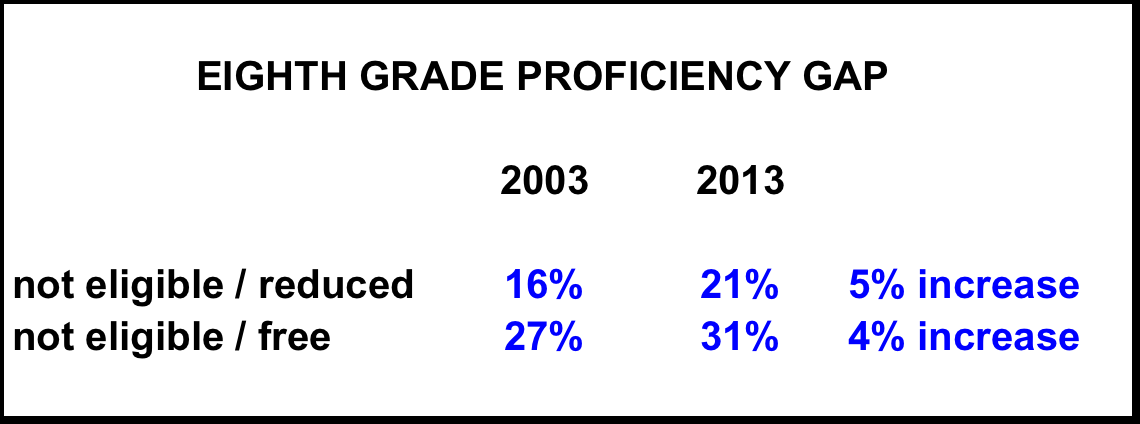 EIGHTH GRADE PROFICIENCY GAP
2003 2013
not eligible / reduced 16% 21% 5% increase
not eligible / free 27% 31% 4% increase